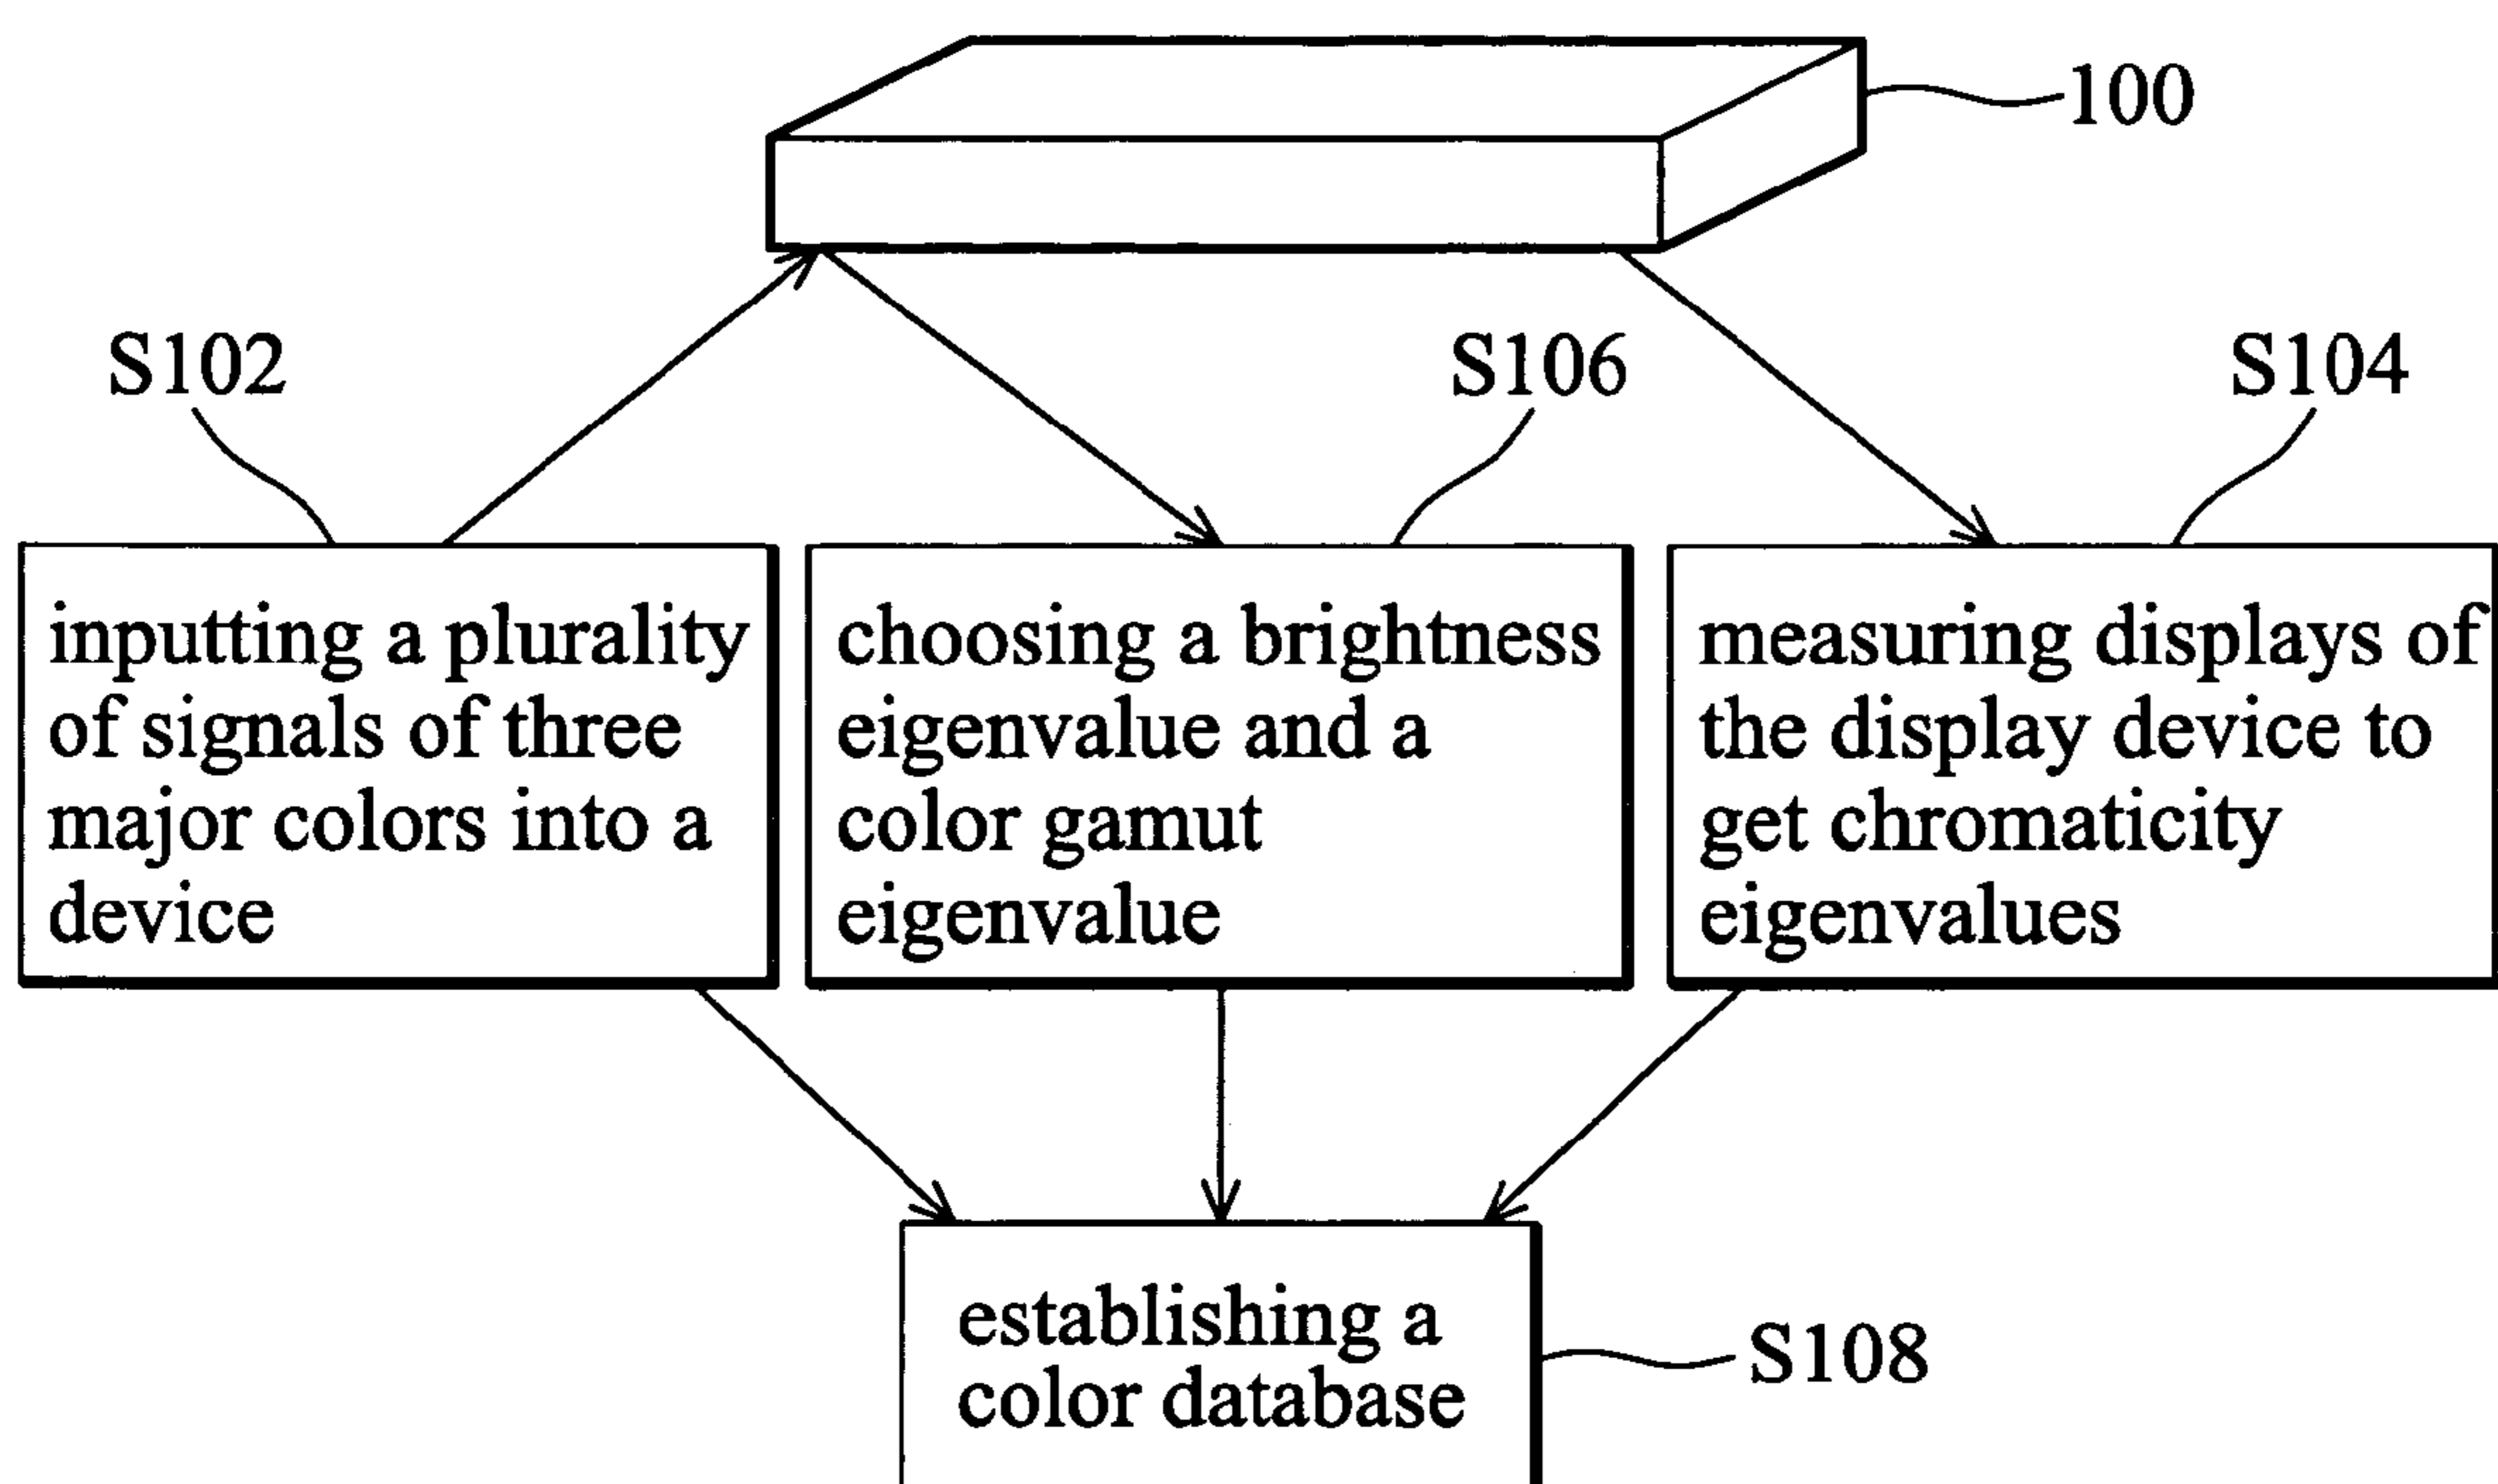 100
S102
S106
S104
inputting a plurality
of signals of three
major colors into a
device
choosing a brightness
eigenvalue and a
color gamut
eigenvalue
measuring displays of
the display device to
get chromaticity
eigenvalues
establishing a
color database
S108